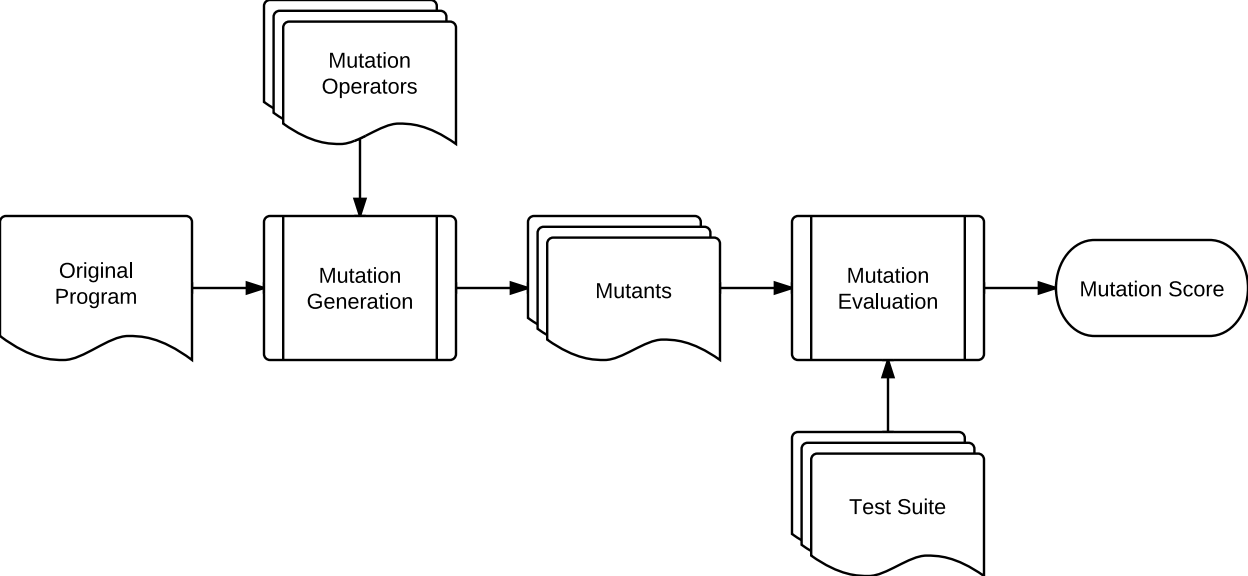 Mutation
Operators
Original
Program
Mutation
Generation
Mutants
Mutation
Evaluation
Mutation Score
Test Suite